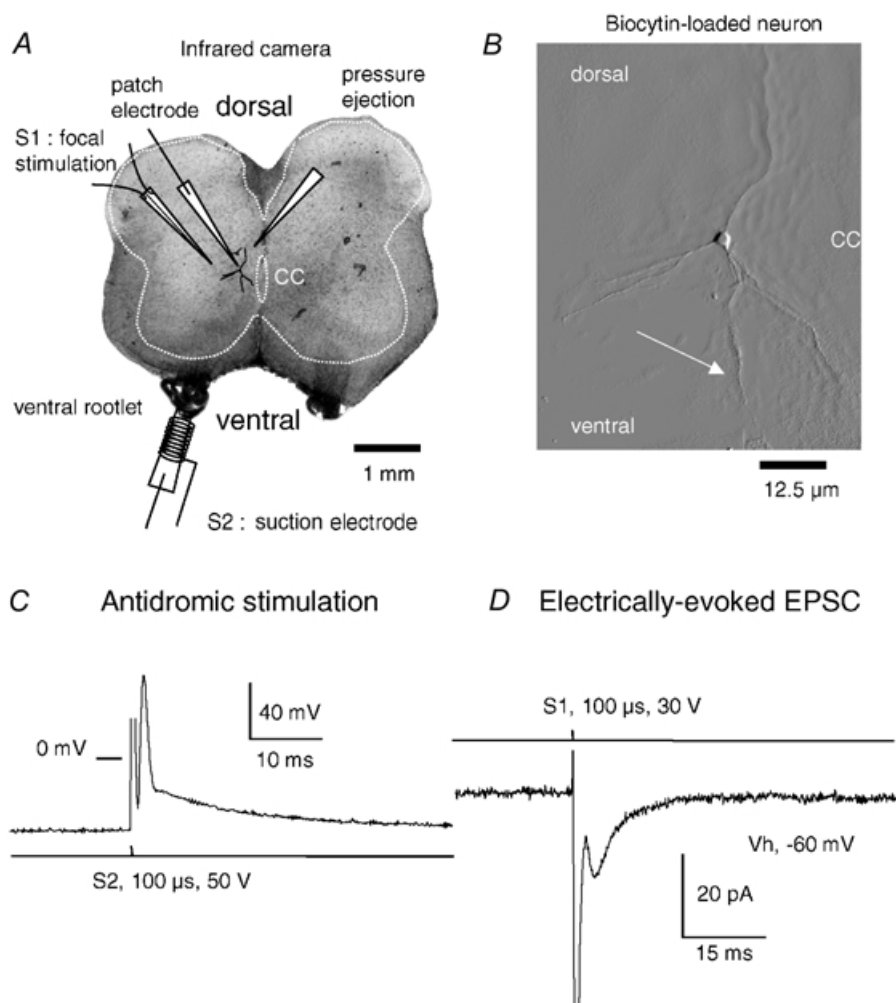 A
Infrared camera
patch
electrode
dorsal
pressure
ejection
S1 : focal
stimulation
CC
ventral rootlet
ventral
1 mm
S2 : suction electrode
Biocytin-loaded neuron
B
dorsal
CC
ventral
12.5 µm
C Antidromic stimulation
0 mV
40 mV
10 ms
S2, 100 µs, 50 V
D Electrically-evoked EPSC
S1, 100 µs, 30 V
Vh, -60 mV
20 pA
15 ms